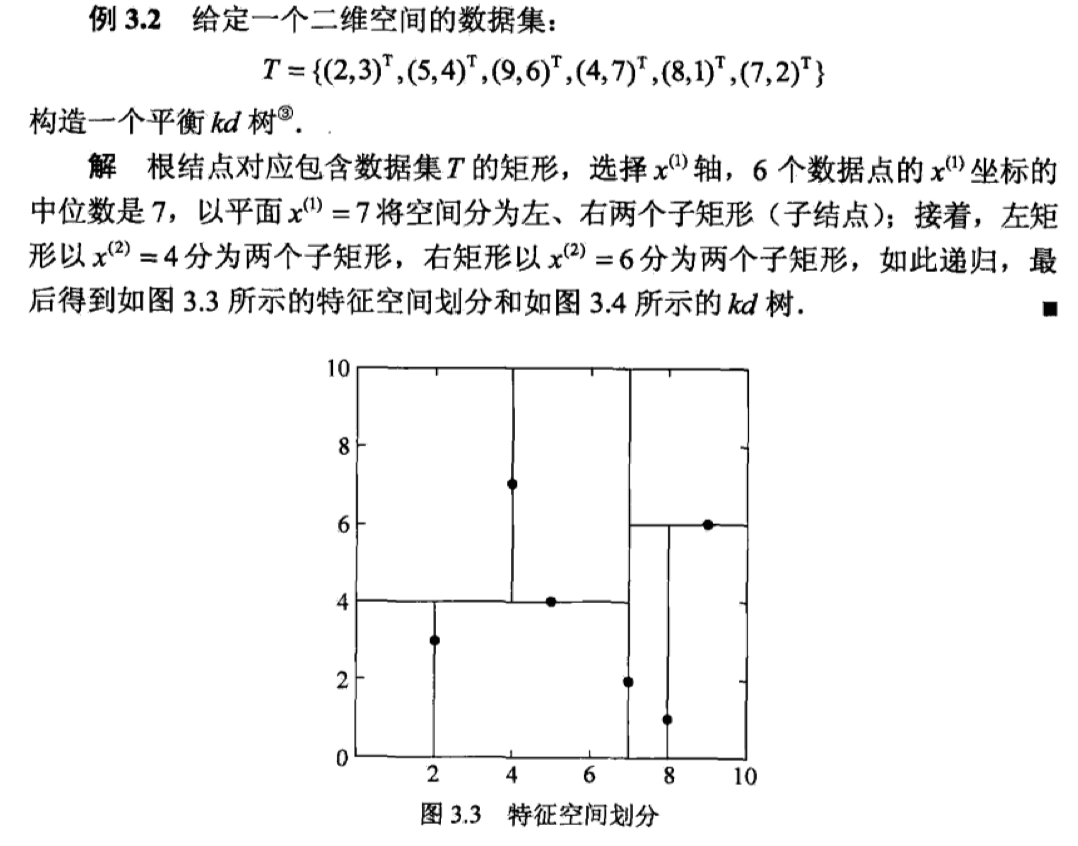 例 3.2 给定一个二维空间的数据集：
T = {(2,3)ᵀ,(5,4)ᵀ,(9,6)ᵀ,(4,7)ᵀ,(8,1)ᵀ,(7,2)ᵀ}
构造一个平衡 kd 树③．
解 根结点对应包含数据集 T 的矩形，选择 x⁽¹⁾ 轴，6 个数据点的 x⁽¹⁾ 坐标的
中位数是 7，以平面 x⁽¹⁾ = 7 将空间分为左、右两个子矩形（子结点）；接着，左矩
形以 x⁽²⁾ = 4 分为两个子矩形，右矩形以 x⁽²⁾ = 6 分为两个子矩形，如此递归，最
后得到如图 3.3 所示的特征空间划分和如图 3.4 所示的 kd 树． ■
10
8
6
4
2
0
2 4 6 8 10
图 3.3 特征空间划分